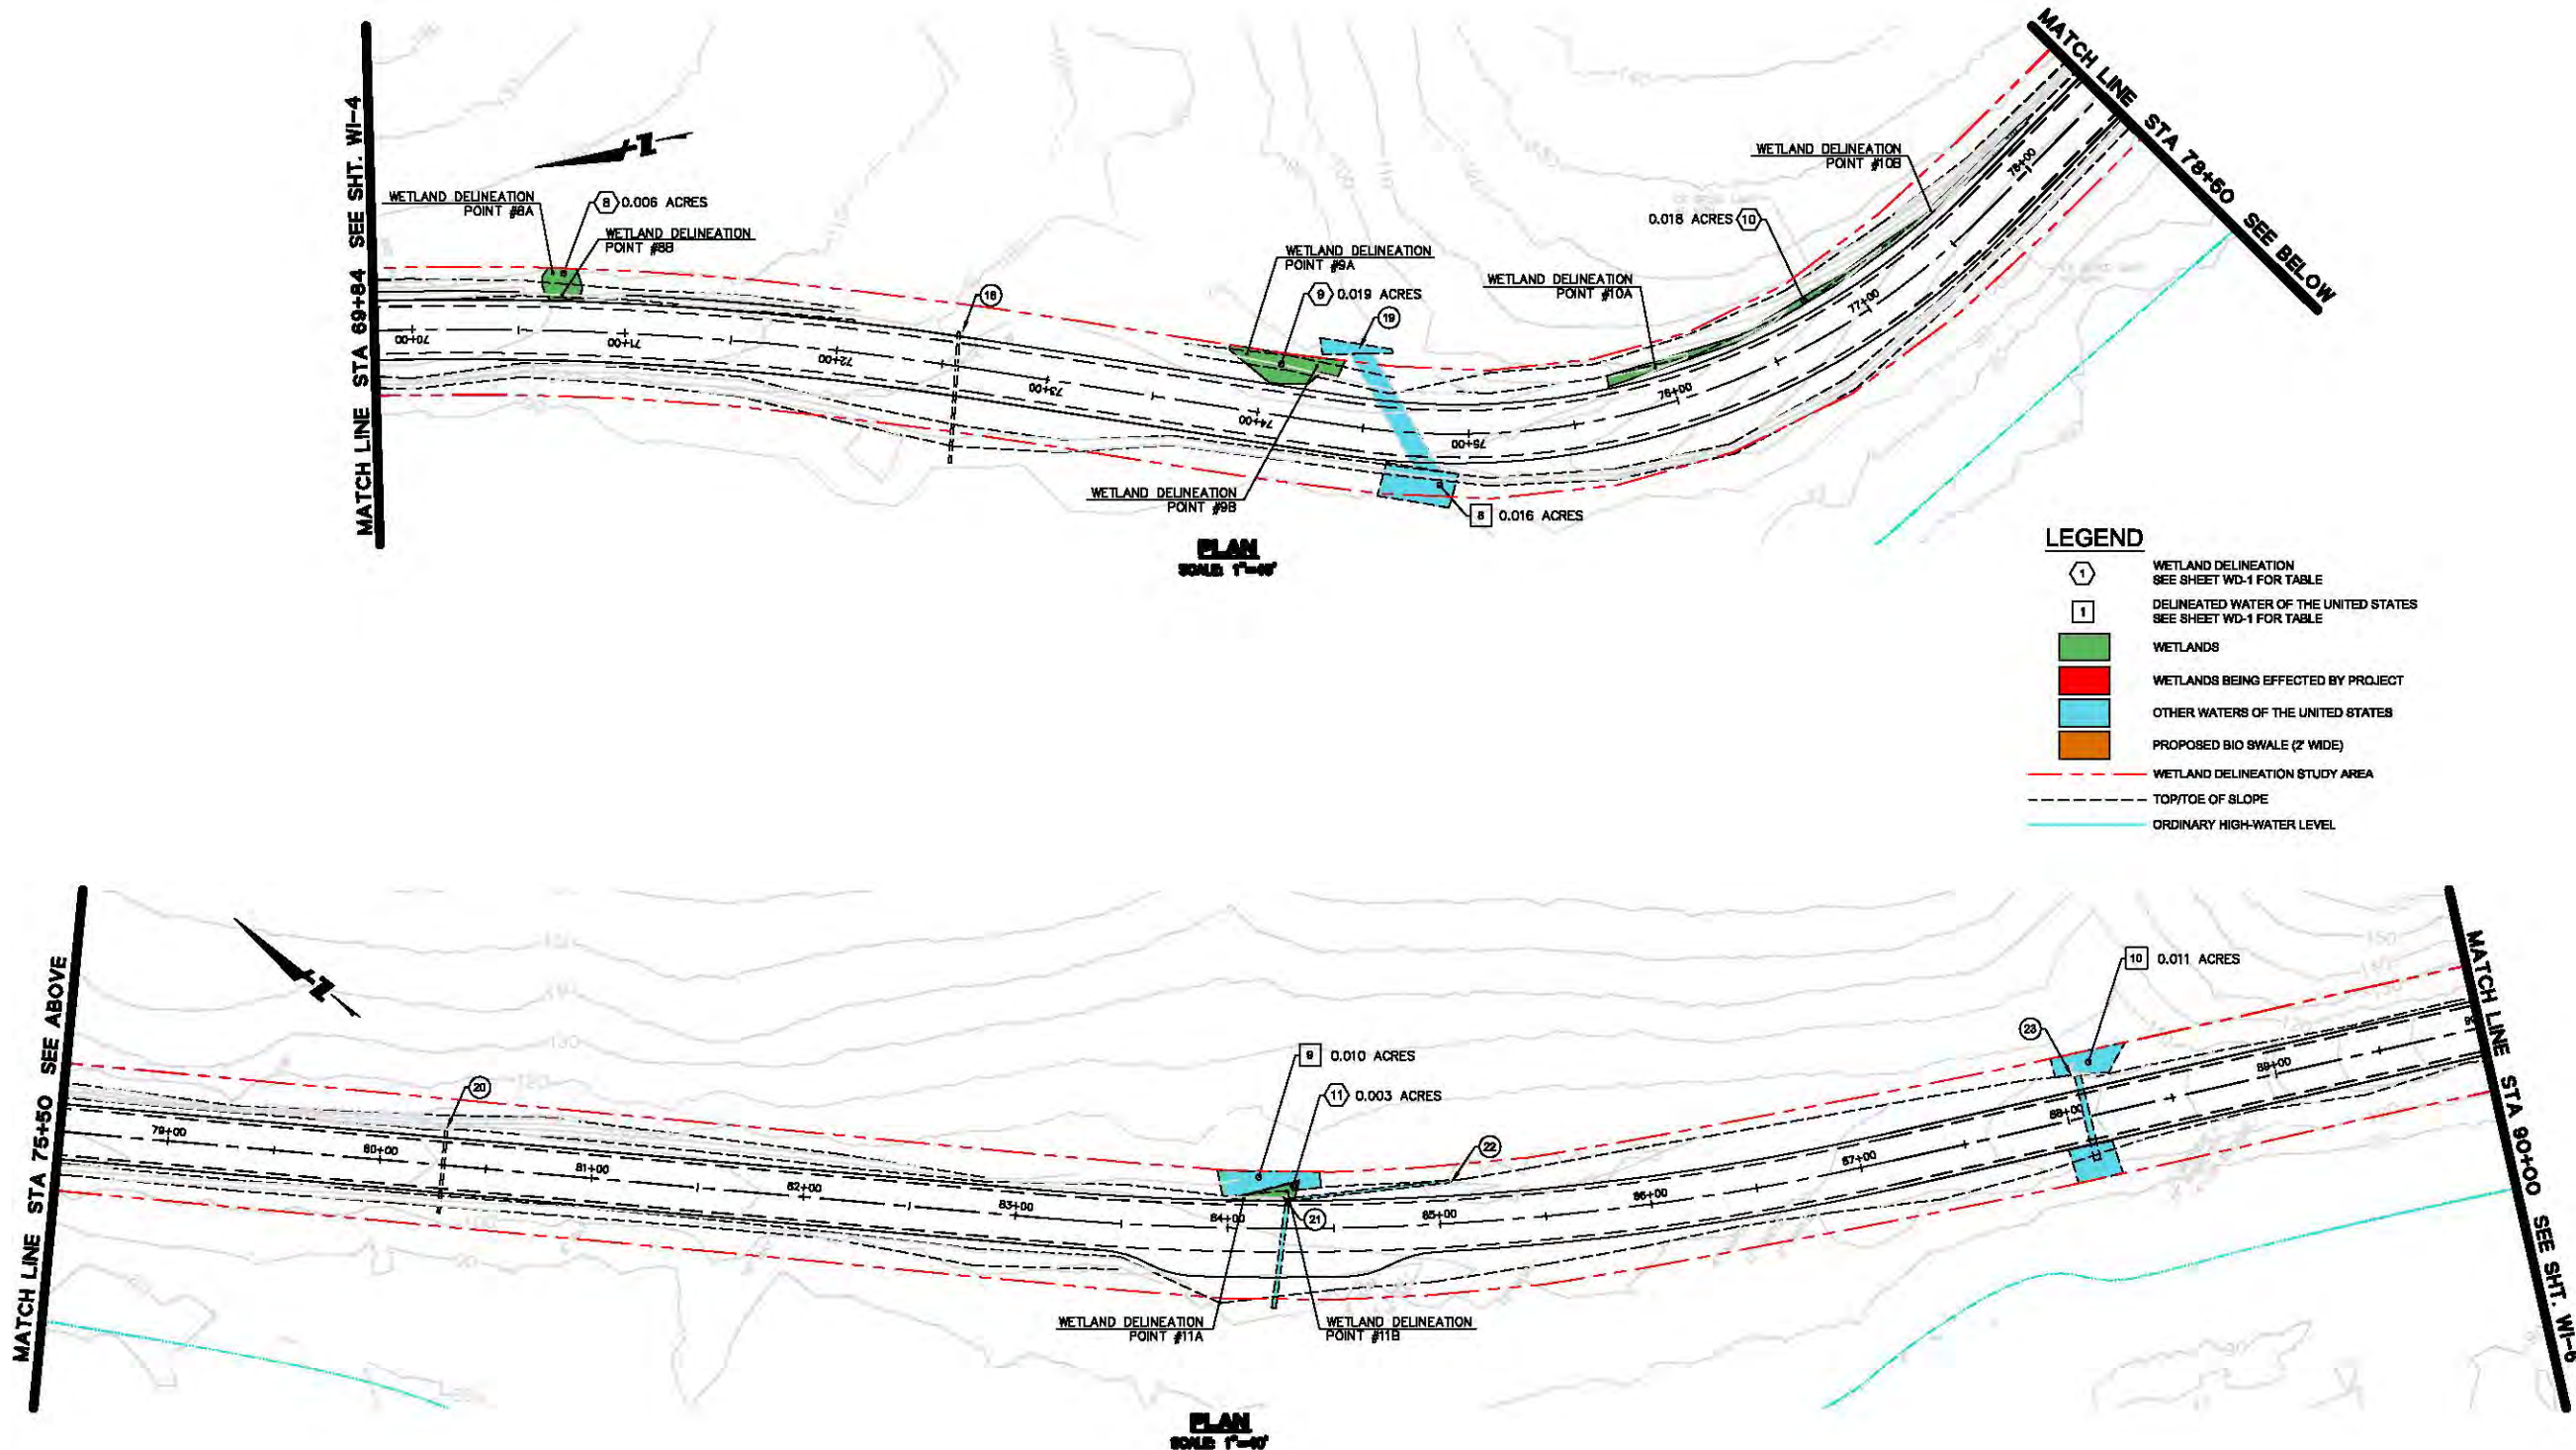 MATCH LINE STA 69+84 SEE SHT. WI-4
MATCH LINE STA 78+50 SEE BELOW
WETLAND DELINEATION
POINT #8A
8 0.006 ACRES
WETLAND DELINEATION
POINT #8B
18
WETLAND DELINEATION
POINT #9A
9 0.019 ACRES
19
WETLAND DELINEATION
POINT #10A
0.018 ACRES 10
WETLAND DELINEATION
POINT #10B
70+00
71+00
72+00
73+00
74+00
75+00
76+00
77+00
78+00
WETLAND DELINEATION
POINT #9B
8 0.016 ACRES
PLAN
LEGEND
1
WETLAND DELINEATION
SEE SHEET WD-1 FOR TABLE
1
DELINEATED WATER OF THE UNITED STATES
SEE SHEET WD-1 FOR TABLE
WETLANDS
WETLANDS BEING EFFECTED BY PROJECT
OTHER WATERS OF THE UNITED STATES
PROPOSED BIO SWALE (2' WIDE)
WETLAND DELINEATION STUDY AREA
TOP/TOE OF SLOPE
ORDINARY HIGH-WATER LEVEL
MATCH LINE STA 75+50 SEE ABOVE
MATCH LINE STA 90+00 SEE SHT. WI-6
10 0.011 ACRES
23
9 0.010 ACRES
11 0.003 ACRES
20
22
21
79+00
80+00
81+00
82+00
83+00
84+00
85+00
86+00
87+00
88+00
89+00
130
120
WETLAND DELINEATION
POINT #11A
WETLAND DELINEATION
POINT #11B
PLAN
SCALE: 1"=40'